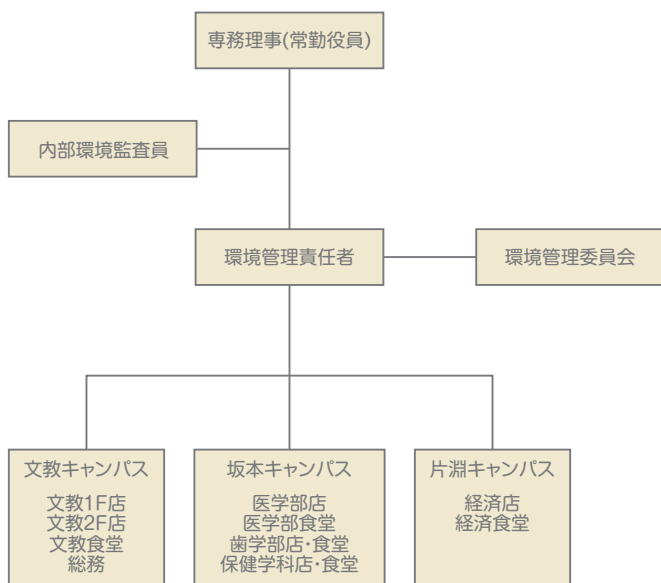 専務理事(常勤役員)
内部環境監査員
環境管理責任者
環境管理委員会
文教キャンパス
文教1F店
文教2F店
文教食堂
総務
坂本キャンパス
医学部店
医学部食堂
歯学部店・食堂
保健学科店・食堂
片淵キャンパス
経済店
経済食堂